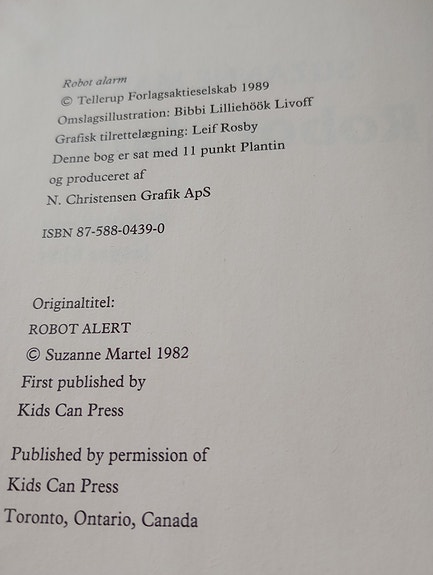 Robot alarm
© Tellerup Forlagsaktieselskab 1989
Omslagsillustration: Bibbi Lilliehöök Livoff
Grafisk tilrettelægning: Leif Rosby
Denne bog er sat med 11 punkt Plantin
og produceret af
N. Christensen Grafik ApS
ISBN 87-588-0439-0
Originaltitel:
ROBOT ALERT
© Suzanne Martel 1982
First published by
Kids Can Press
Published by permission of
Kids Can Press
Toronto, Ontario, Canada